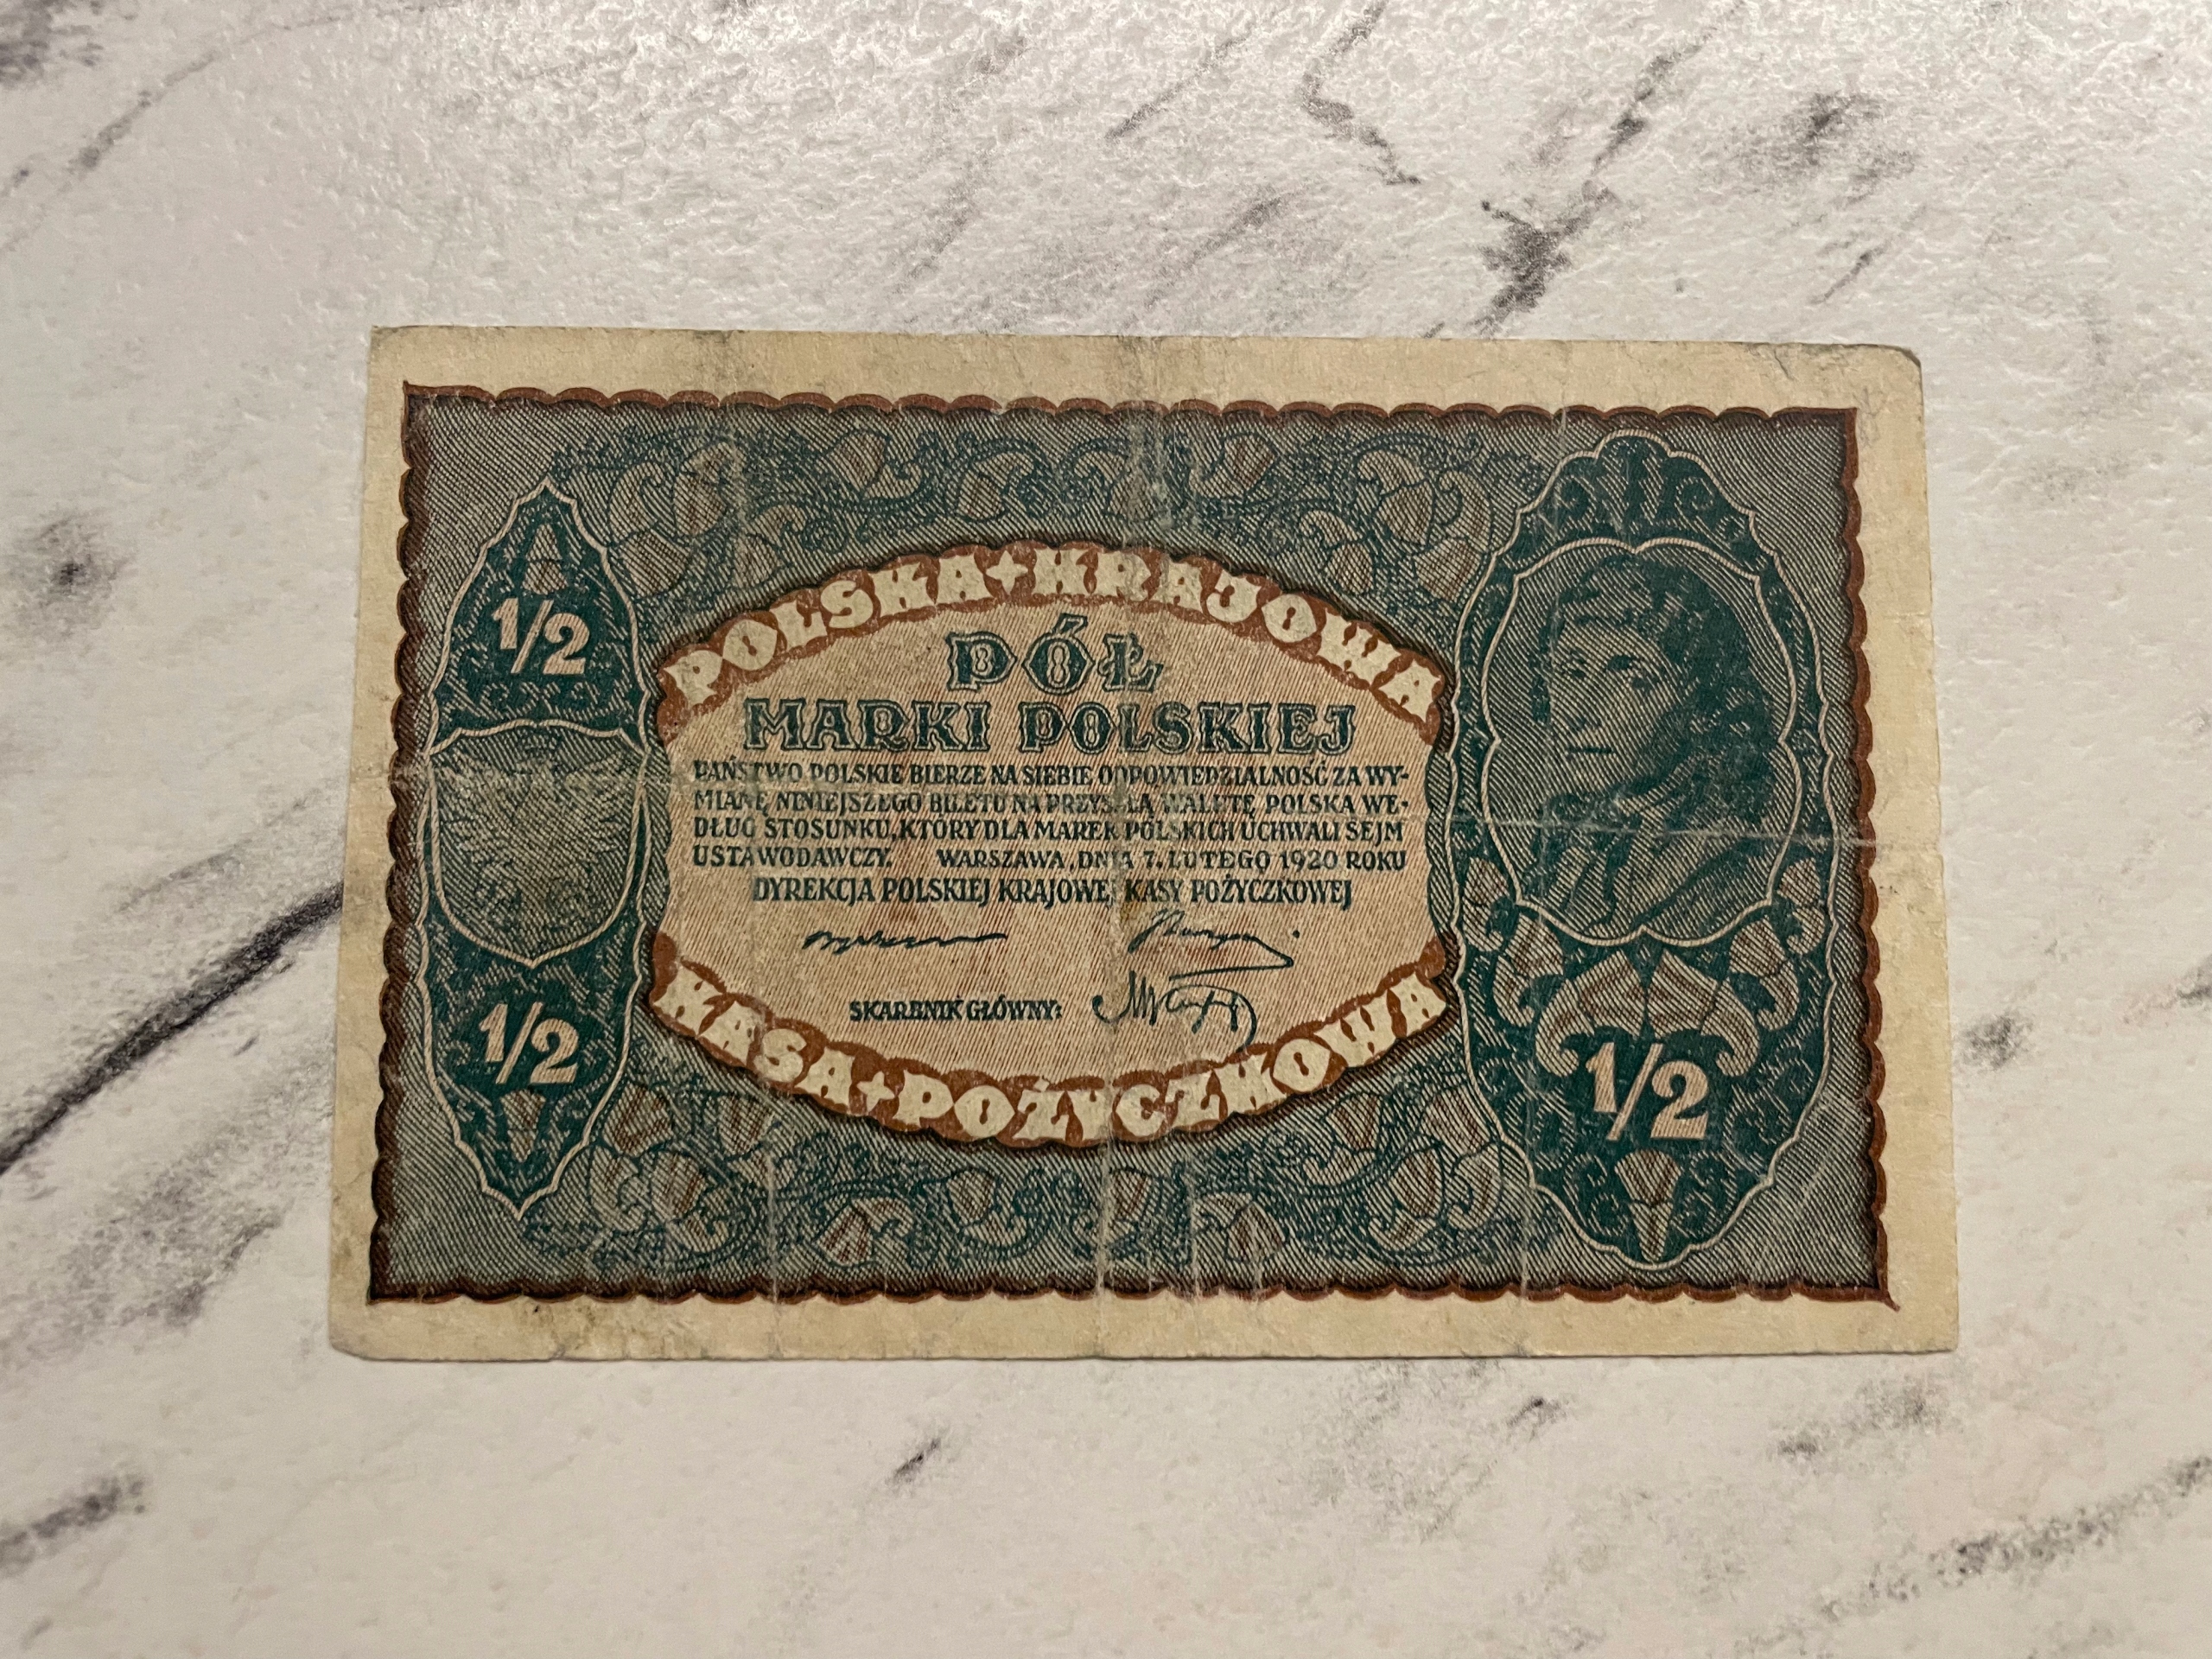 POLSKA KRAJOWA
1/2
PÓŁ
MARKI POLSKIEJ
PAŃSTWO POLSKIE BIERZE NA SIEBIE ODPOWIEDZIALNOŚĆ ZA WY-
MIANĘ NINIEJSZEGO BILETU NA PRZYSZŁĄ WALUTĘ POLSKĄ WE-
DŁUG STOSUNKU, KTÓRY DLA MAREK POLSKICH UCHWALI SEJM
USTAWODAWCZY. WARSZAWA, DNIA 7. LUTEGO 1920 ROKU
DYREKCJA POLSKIEJ KRAJOWEJ KASY POŻYCZKOWEJ
SKARBNIK GŁÓWNY:
1/2
1/2
KASA POŻYCZKOWA